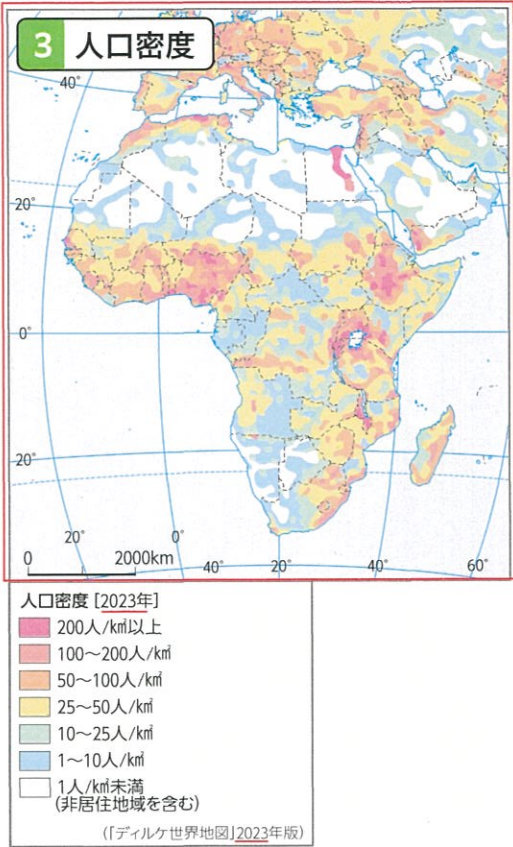 3 人口密度
40°
20°
0°
20°
20°
0°
0
2000km
40°
20°
40°
60°
人口密度 [2023年]
200人/㎢以上
100～200人/㎢
50～100人/㎢
25～50人/㎢
10～25人/㎢
1～10人/㎢
1人/㎢未満
(非居住地域を含む)
(「ディルケ世界地図」2023年版)